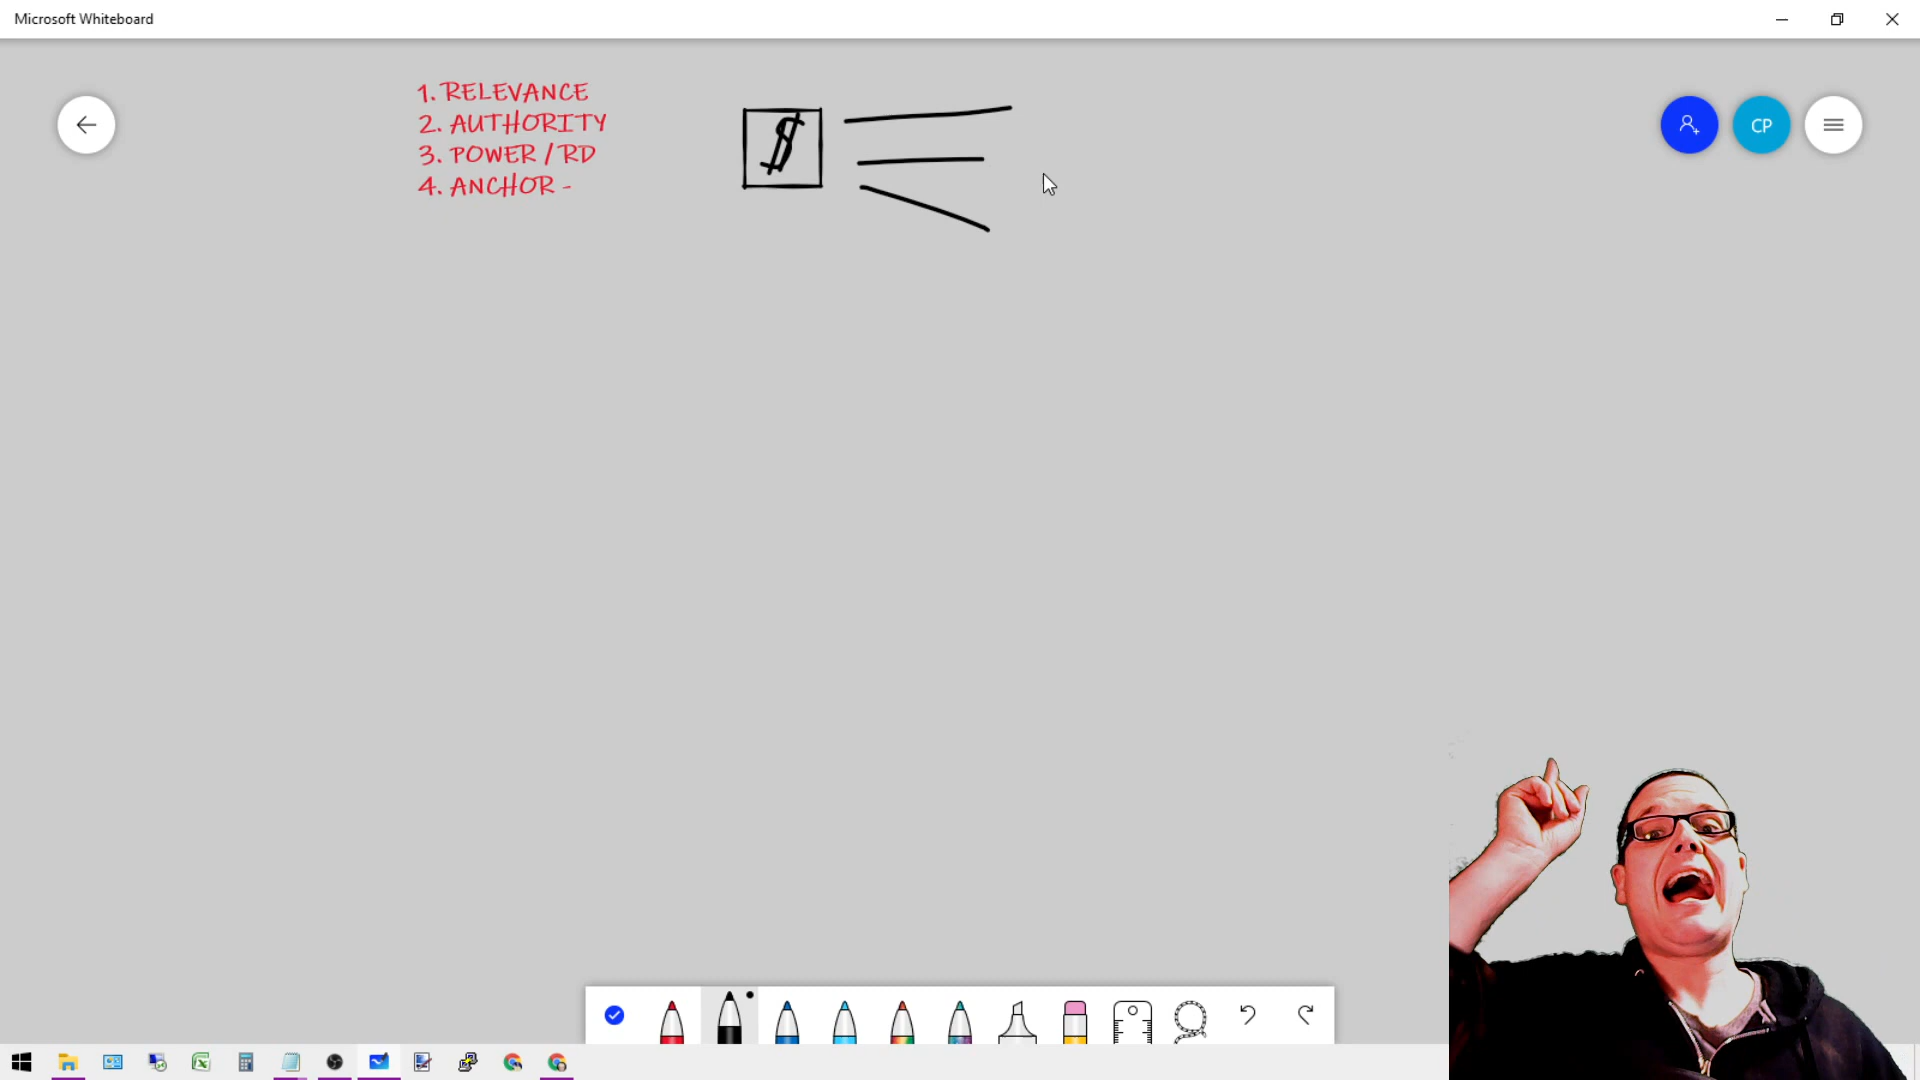 Microsoft Whiteboard
1. RELEVANCE
2. AUTHORITY
3. POWER / RD
4. ANCHOR -
$
CP